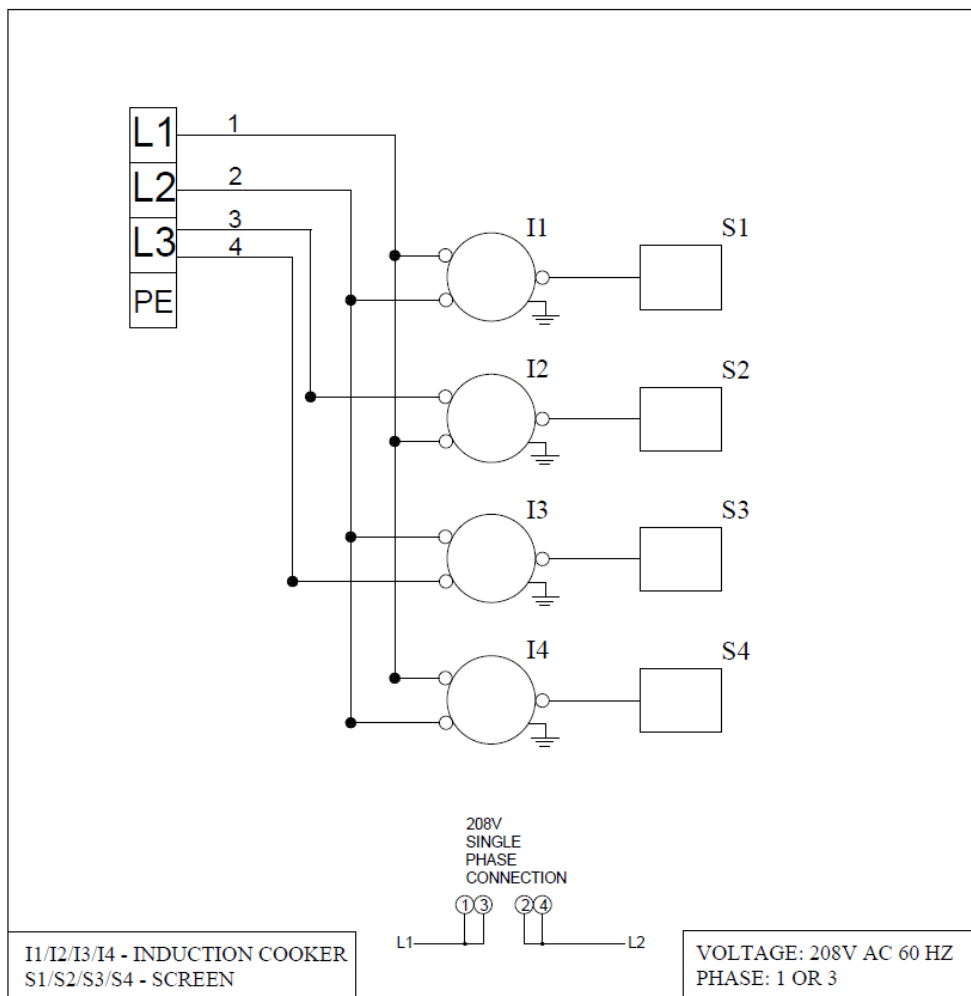 L1
1
L2
2
L3
3
4
PE
I1
S1
I2
S2
I3
S3
I4
S4
208V
SINGLE
PHASE
CONNECTION
1 3 2 4
L1 L2
I1/I2/I3/I4 - INDUCTION COOKER
S1/S2/S3/S4 - SCREEN
VOLTAGE: 208V AC 60 HZ
PHASE: 1 OR 3